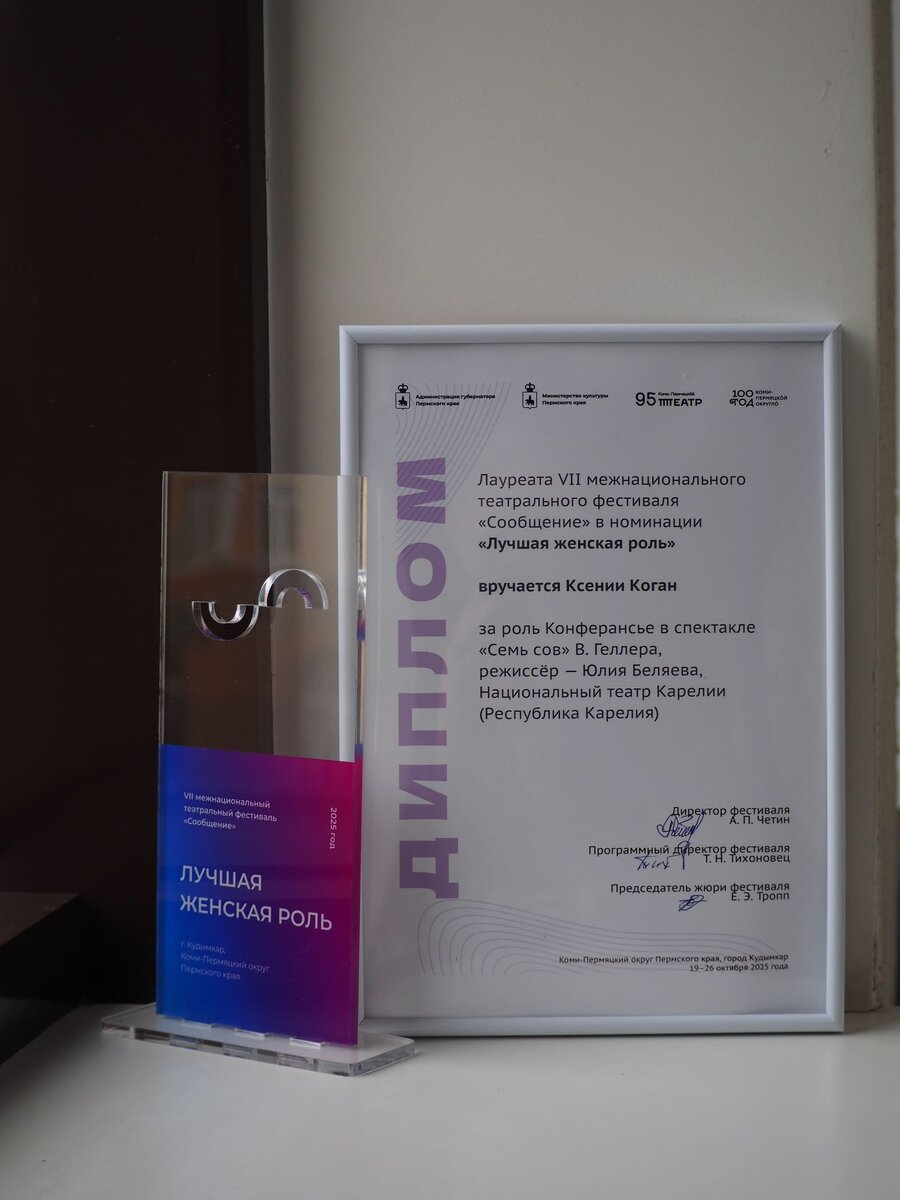 Администрация губернатора
Пермского края
Министерство культуры
Пермского края
95 Коми-Пермяцкий
ТЕАТР
100
ГОД
КОМИ-
ПЕРМЯЦКОЙ
ОКРУГЛӦ
ДИПЛОМ
Лауреата VII межнационального
театрального фестиваля
«Сообщение» в номинации
«Лучшая женская роль»
вручается Ксении Коган
за роль Конферансье в спектакле
«Семь сов» В. Геллера,
режиссёр — Юлия Беляева,
Национальный театр Карелии
(Республика Карелия)
Директор фестиваля
А. П. Четин
Программный директор фестиваля
Т. Н. Тихоновец
Председатель жюри фестиваля
Е. Э. Тропп
Коми-Пермяцкий округ Пермского края, город Кудымкар
19–26 октября 2025 года
VII межнациональный
театральный фестиваль
«Сообщение»
2025 год
ЛУЧШАЯ
ЖЕНСКАЯ РОЛЬ
г. Кудымкар,
Коми-Пермяцкий округ
Пермского края